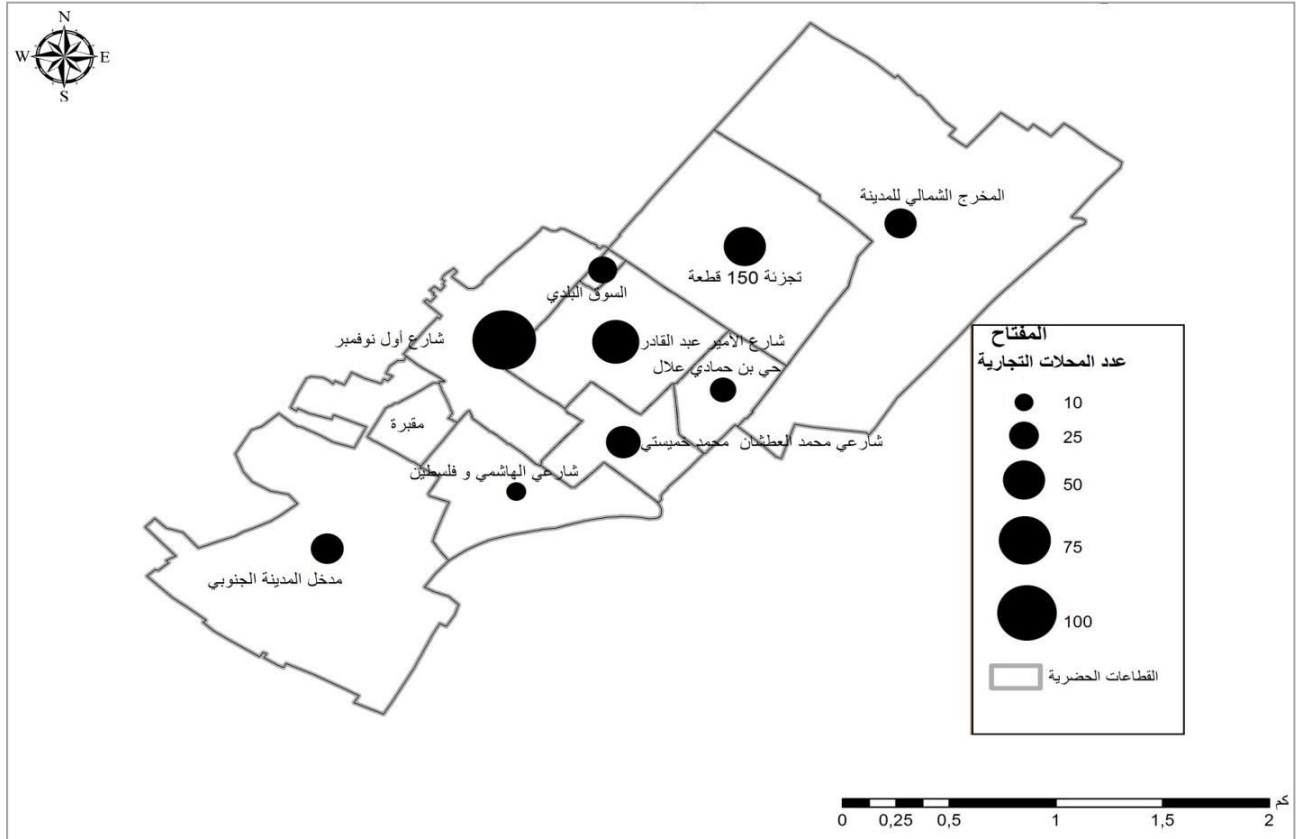 N
W E
S
المخرج الشمالي للمدينة
تجزئة 150 قطعة
السوق البلدي
شارع أول نوفمبر
شارع الأمير عبد القادر
حي بن حمادي علال
مقبرة
شارعي محمد العطشان محمد خميستي
شارعي الهاشمي و فلسطين
مدخل المدينة الجنوبي
المفتاح
عدد المحلات التجارية
10
25
50
75
100
القطاعات الحضرية
كم
0 0,25 0,5 1 1,5 2